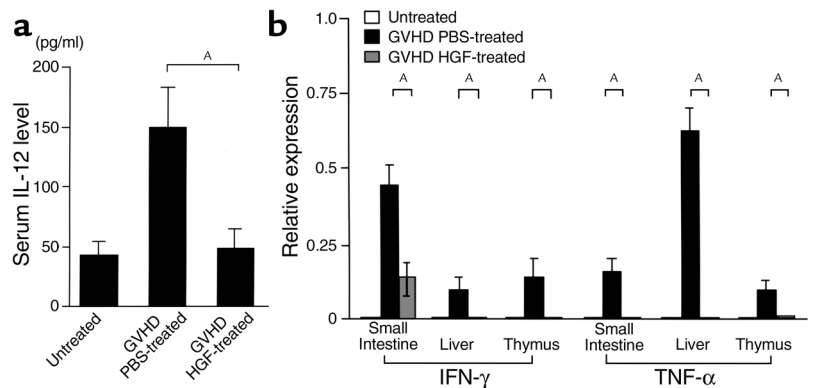 a
(pg/ml)
Serum IL-12 level
200
150
100
50
0
A
Untreated
GVHD
PBS-treated
GVHD
HGF-treated
b
Relative expression
1.0
0.75
0.5
0.25
0
Untreated
GVHD PBS-treated
GVHD HGF-treated
A A A A A A
Small
Intestine Liver Thymus Small
Intestine Liver Thymus
IFN-γ TNF-α